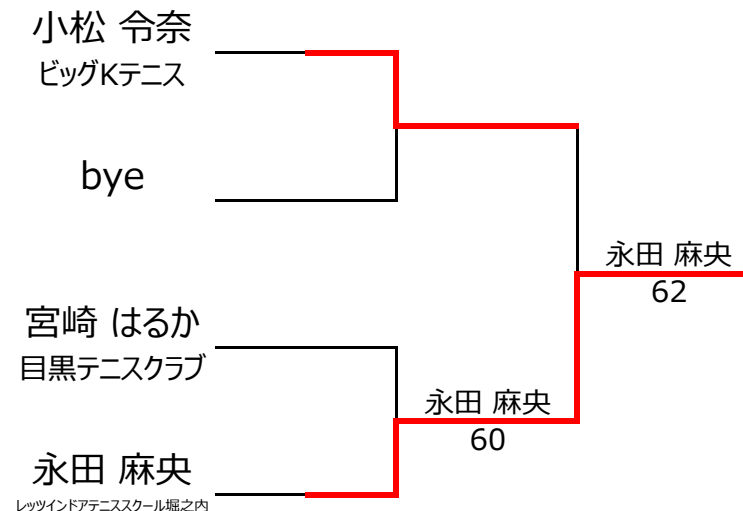 小松 令奈
ビッグKテニス
bye
永田 麻央
62
宮崎 はるか
目黒テニスクラブ
永田 麻央
60
永田 麻央
レッツインドアテニススクール堀之内